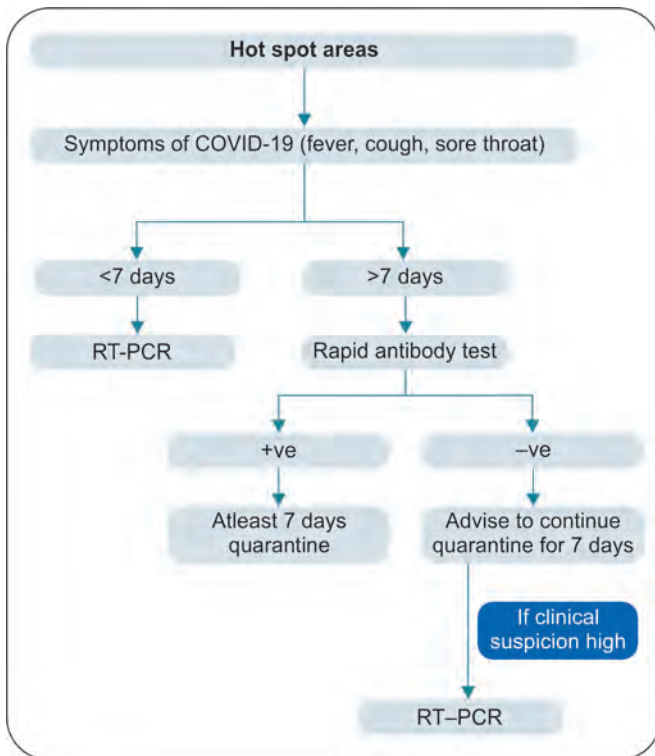 Hot spot areas
Symptoms of COVID-19 (fever, cough, sore throat)
<7 days
>7 days
RT-PCR
Rapid antibody test
+ve
–ve
Atleast 7 days
quarantine
Advise to continue
quarantine for 7 days
If clinical
suspicion high
RT–PCR